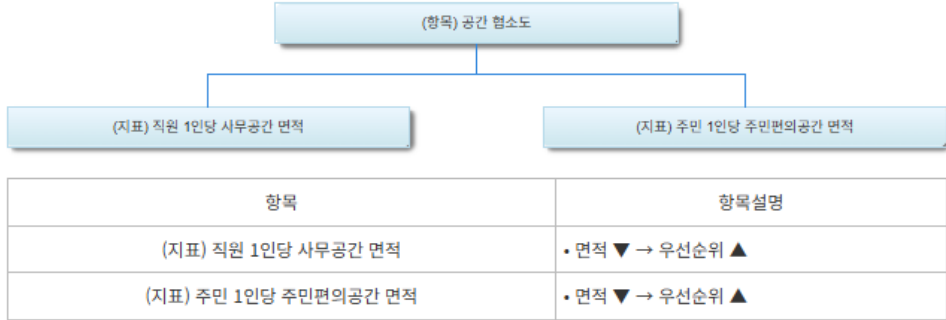 (항목) 공간 협소도
(지표) 직원 1인당 사무공간 면적
(지표) 주민 1인당 주민편의공간 면적
항목
항목설명
(지표) 직원 1인당 사무공간 면적
• 면적 ▼ → 우선순위 ▲
(지표) 주민 1인당 주민편의공간 면적
• 면적 ▼ → 우선순위 ▲